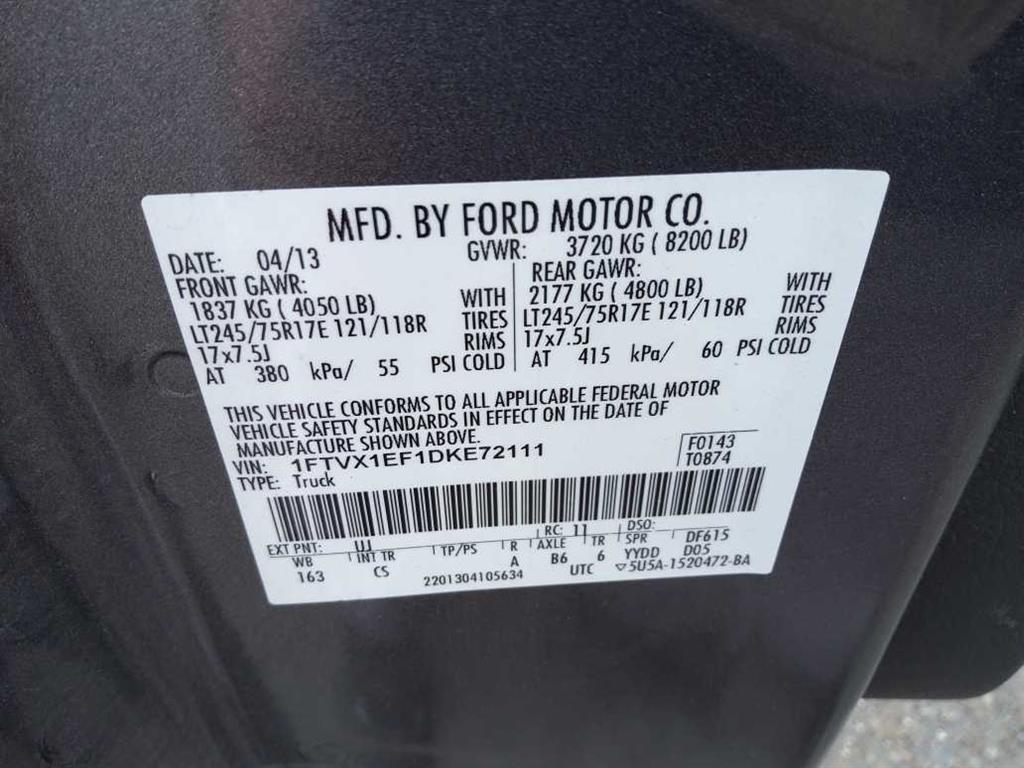 MFD. BY FORD MOTOR CO.
DATE: 04/13 GVWR: 3720 KG ( 8200 LB)
FRONT GAWR: REAR GAWR:
1837 KG ( 4050 LB) WITH 2177 KG ( 4800 LB) WITH
LT245/75R17E 121/118R TIRES LT245/75R17E 121/118R TIRES
17x7.5J RIMS 17x7.5J RIMS
AT 380 kPa/ 55 PSI COLD AT 415 kPa/ 60 PSI COLD
THIS VEHICLE CONFORMS TO ALL APPLICABLE FEDERAL MOTOR
VEHICLE SAFETY STANDARDS IN EFFECT ON THE DATE OF
MANUFACTURE SHOWN ABOVE.
VIN: 1FTVX1EF1DKE72111 F0143
TYPE: Truck T0874
EXT PNT: UJ RC: 11 DSO: DF615
WB INT TR TP/PS R AXLE TR SPR YYDD D05
163 CS A B6 6
2201304105634 UTC ▽5U5A-1520472-BA